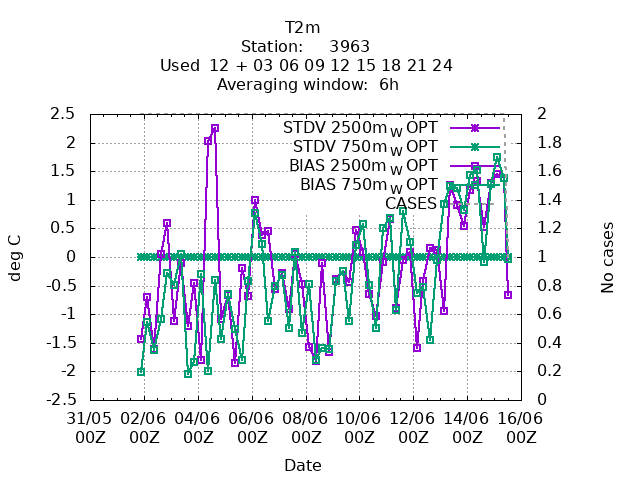 T2m
Station: 3963
Used 12 + 03 06 09 12 15 18 21 24
Averaging window: 6h
STDV 2500m_W OPT
STDV 750m_W OPT
BIAS 2500m_W OPT
BIAS 750m_W OPT
CASES
2.5
2
1.5
1
0.5
0
-0.5
-1
-1.5
-2
-2.5
deg C
2
1.8
1.6
1.4
1.2
1
0.8
0.6
0.4
0.2
0
No cases
31/05 02/06 04/06 06/06 08/06 10/06 12/06 14/06 16/06
00Z 00Z 00Z 00Z 00Z 00Z 00Z 00Z 00Z
Date